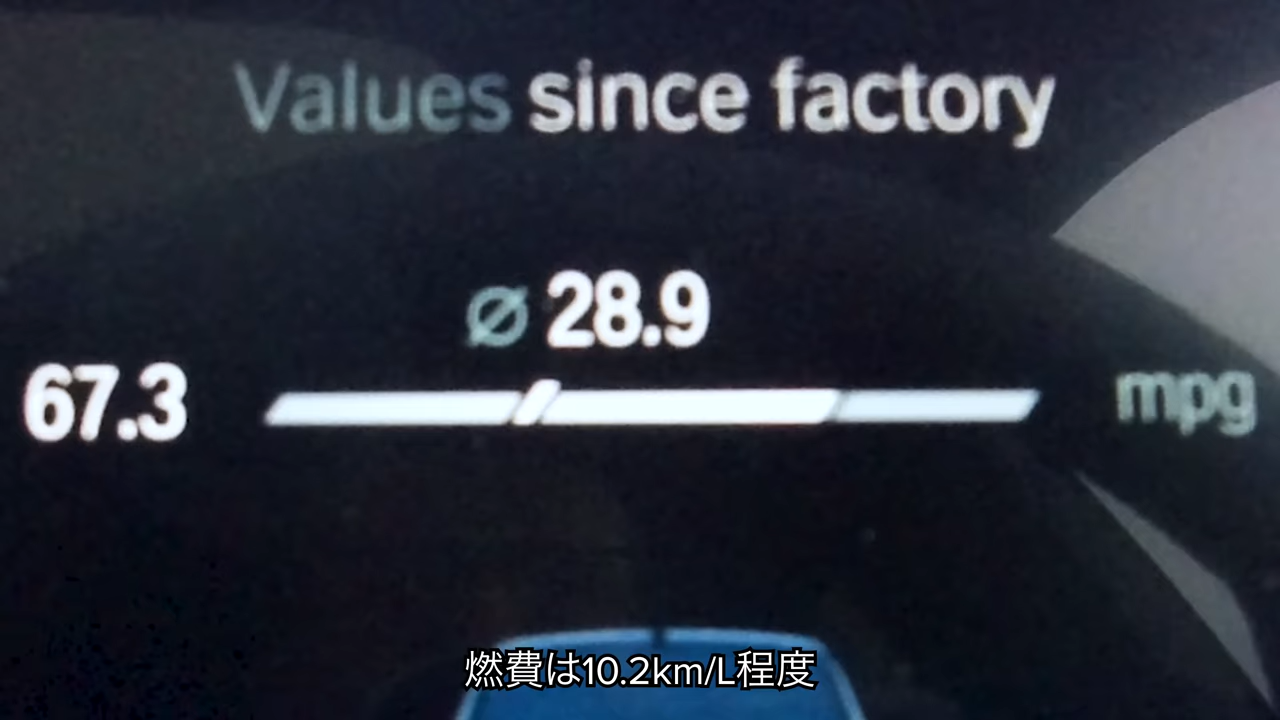 Values since factory
⌀ 28.9
67.3 mpg
燃費は10.2km/L程度